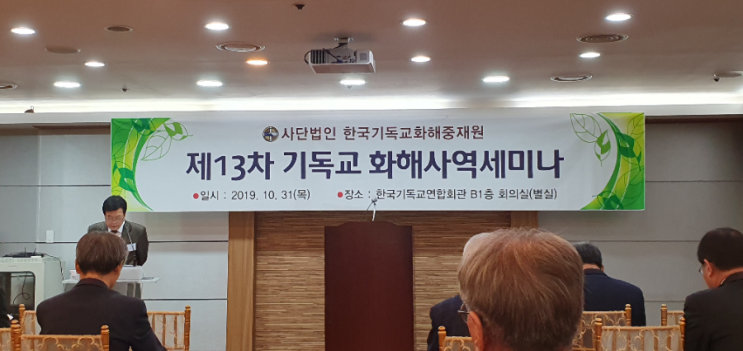 사단법인 한국기독교화해중재원
제13차 기독교 화해사역세미나
●일시 : 2019. 10. 31(목) ●장소 : 한국기독교연합회관 B1층 회의실(별실)